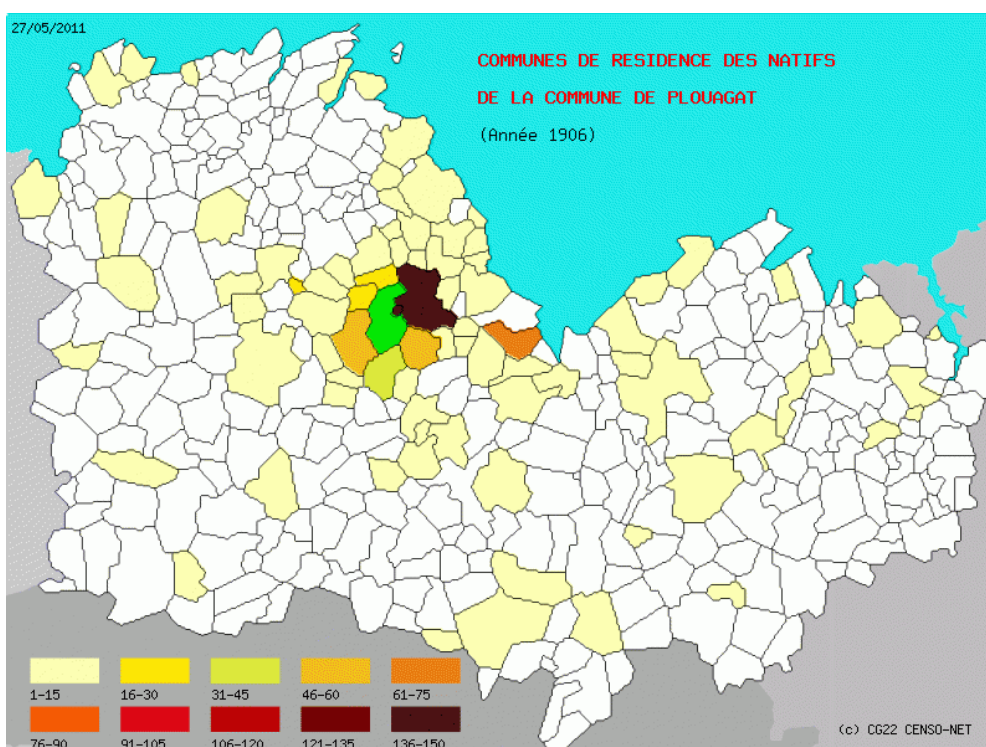 27/05/2011
COMMUNES DE RESIDENCE DES NATIFS
DE LA COMMUNE DE PLOUAGAT
(Année 1906)
1-15
16-30
31-45
46-60
61-75
76-90
91-105
106-120
121-135
136-150
(c) CG22 CENSO-NET